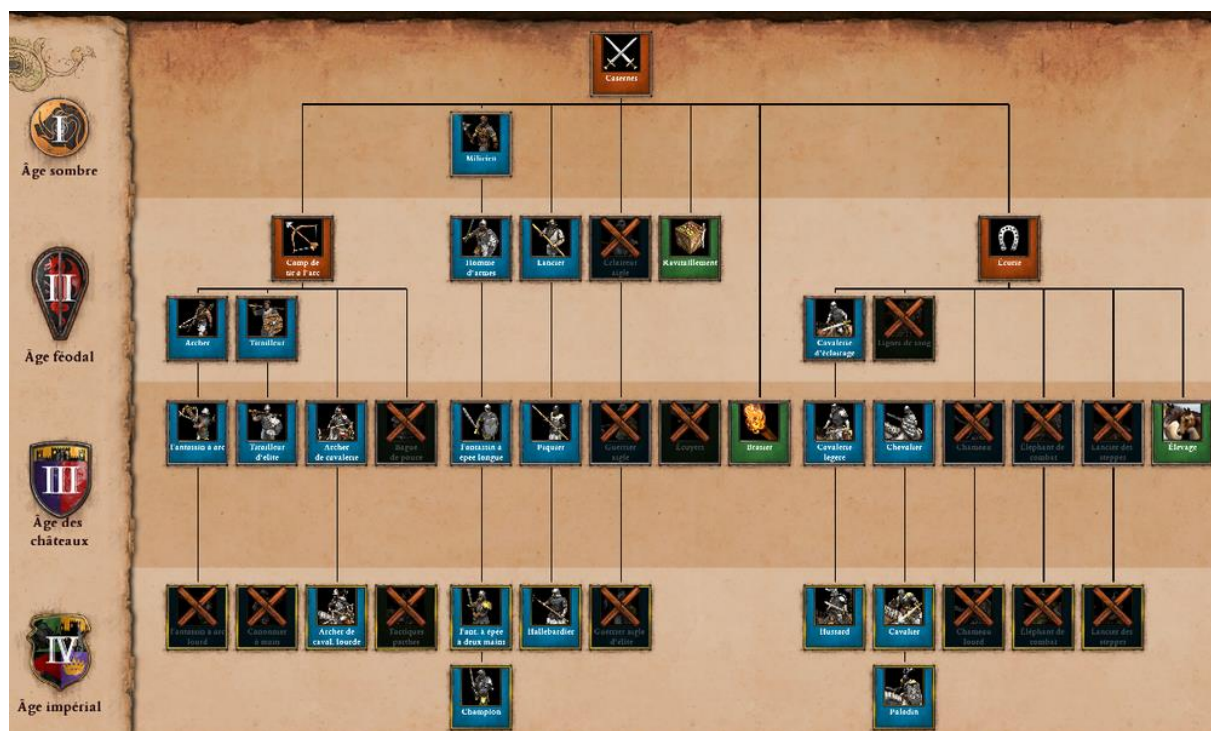 Casernes
I
Âge sombre
Milicien
II
Âge féodal
Camp de
tir à l'arc
Homme
d'armes
Lancier
Éclaireur
aigle
Ravitaillement
Écurie
Archer
Tirailleur
Cavalerie
d'éclairage
Lignes de sang
III
Âge des
châteaux
Fantassin à arc
Tirailleur
d'élite
Archer
de cavalerie
Bague
de pouce
Fantassin à
épée longue
Piquier
Guerrier
aigle
Écuyers
Brasier
Cavalerie
légère
Chevalier
Chameau
Éléphant de
combat
Lancier des
steppes
Élevage
IV
Âge impérial
Fantassin à arc
lourd
Canonnier
à main
Archer de
caval. lourde
Tactiques
parthes
Fant. à épée
à deux mains
Hallebardier
Guerrier aigle
d'élite
Hussard
Cavalier
Chameau
lourd
Éléphant de
combat
Lancier des
steppes
Champion
Paladin